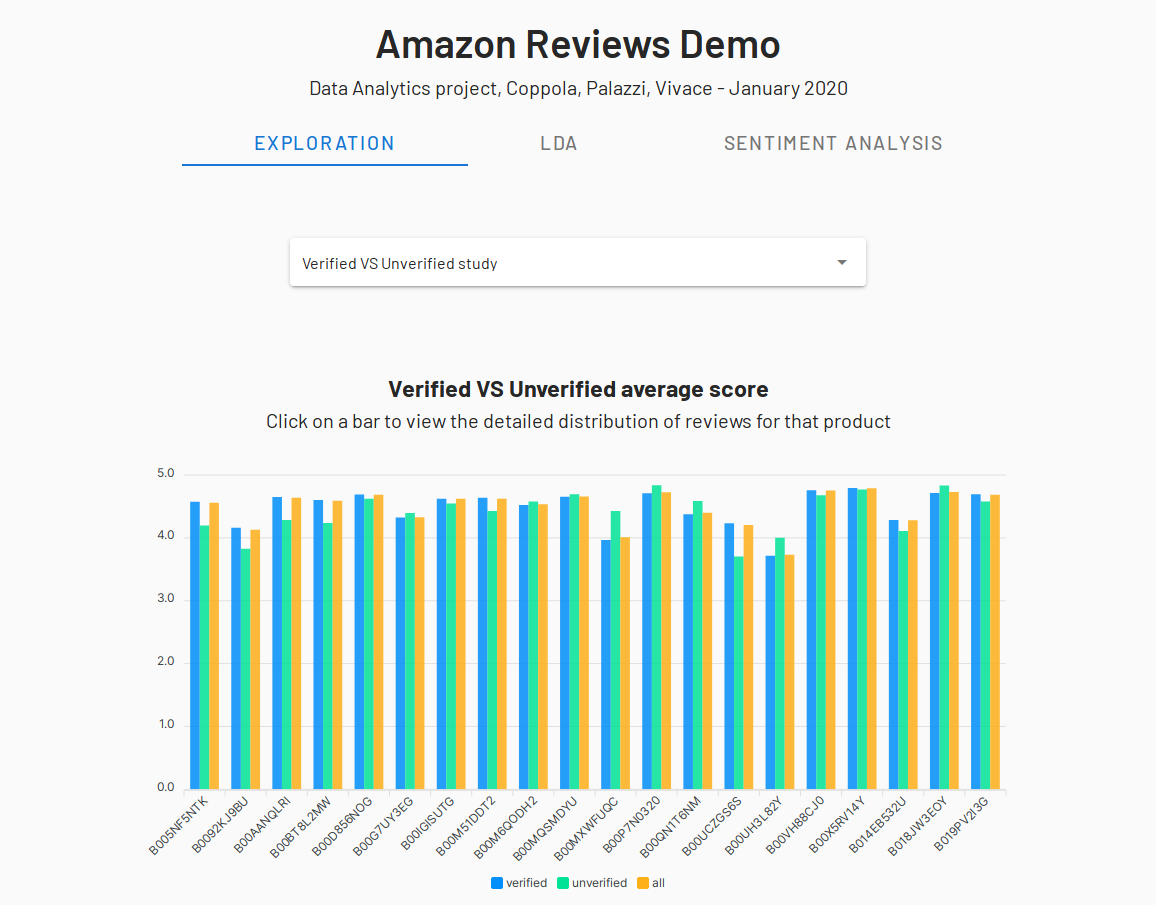 Amazon Reviews Demo
Data Analytics project, Coppola, Palazzi, Vivace - January 2020
EXPLORATION LDA SENTIMENT ANALYSIS
Verified VS Unverified study
Verified VS Unverified average score
Click on a bar to view the detailed distribution of reviews for that product
5.0
4.0
3.0
2.0
1.0
0.0
B005NF5NTK
B0092KJ9BU
B00AANQLRI
B00BT8L2MW
B00D856NOG
B00G7UY3EG
B00IGISUTG
B00M51DDT2
B00M6QODH2
B00MQSMDYU
B00MXWFUQC
B00P7N0320
B00QN1T6NM
B00UCZGS6S
B00UH3L82Y
B00VH88CJ0
B00X5RV14Y
B014EB532U
B018JW3EOY
B019PV2I3G
verified unverified all